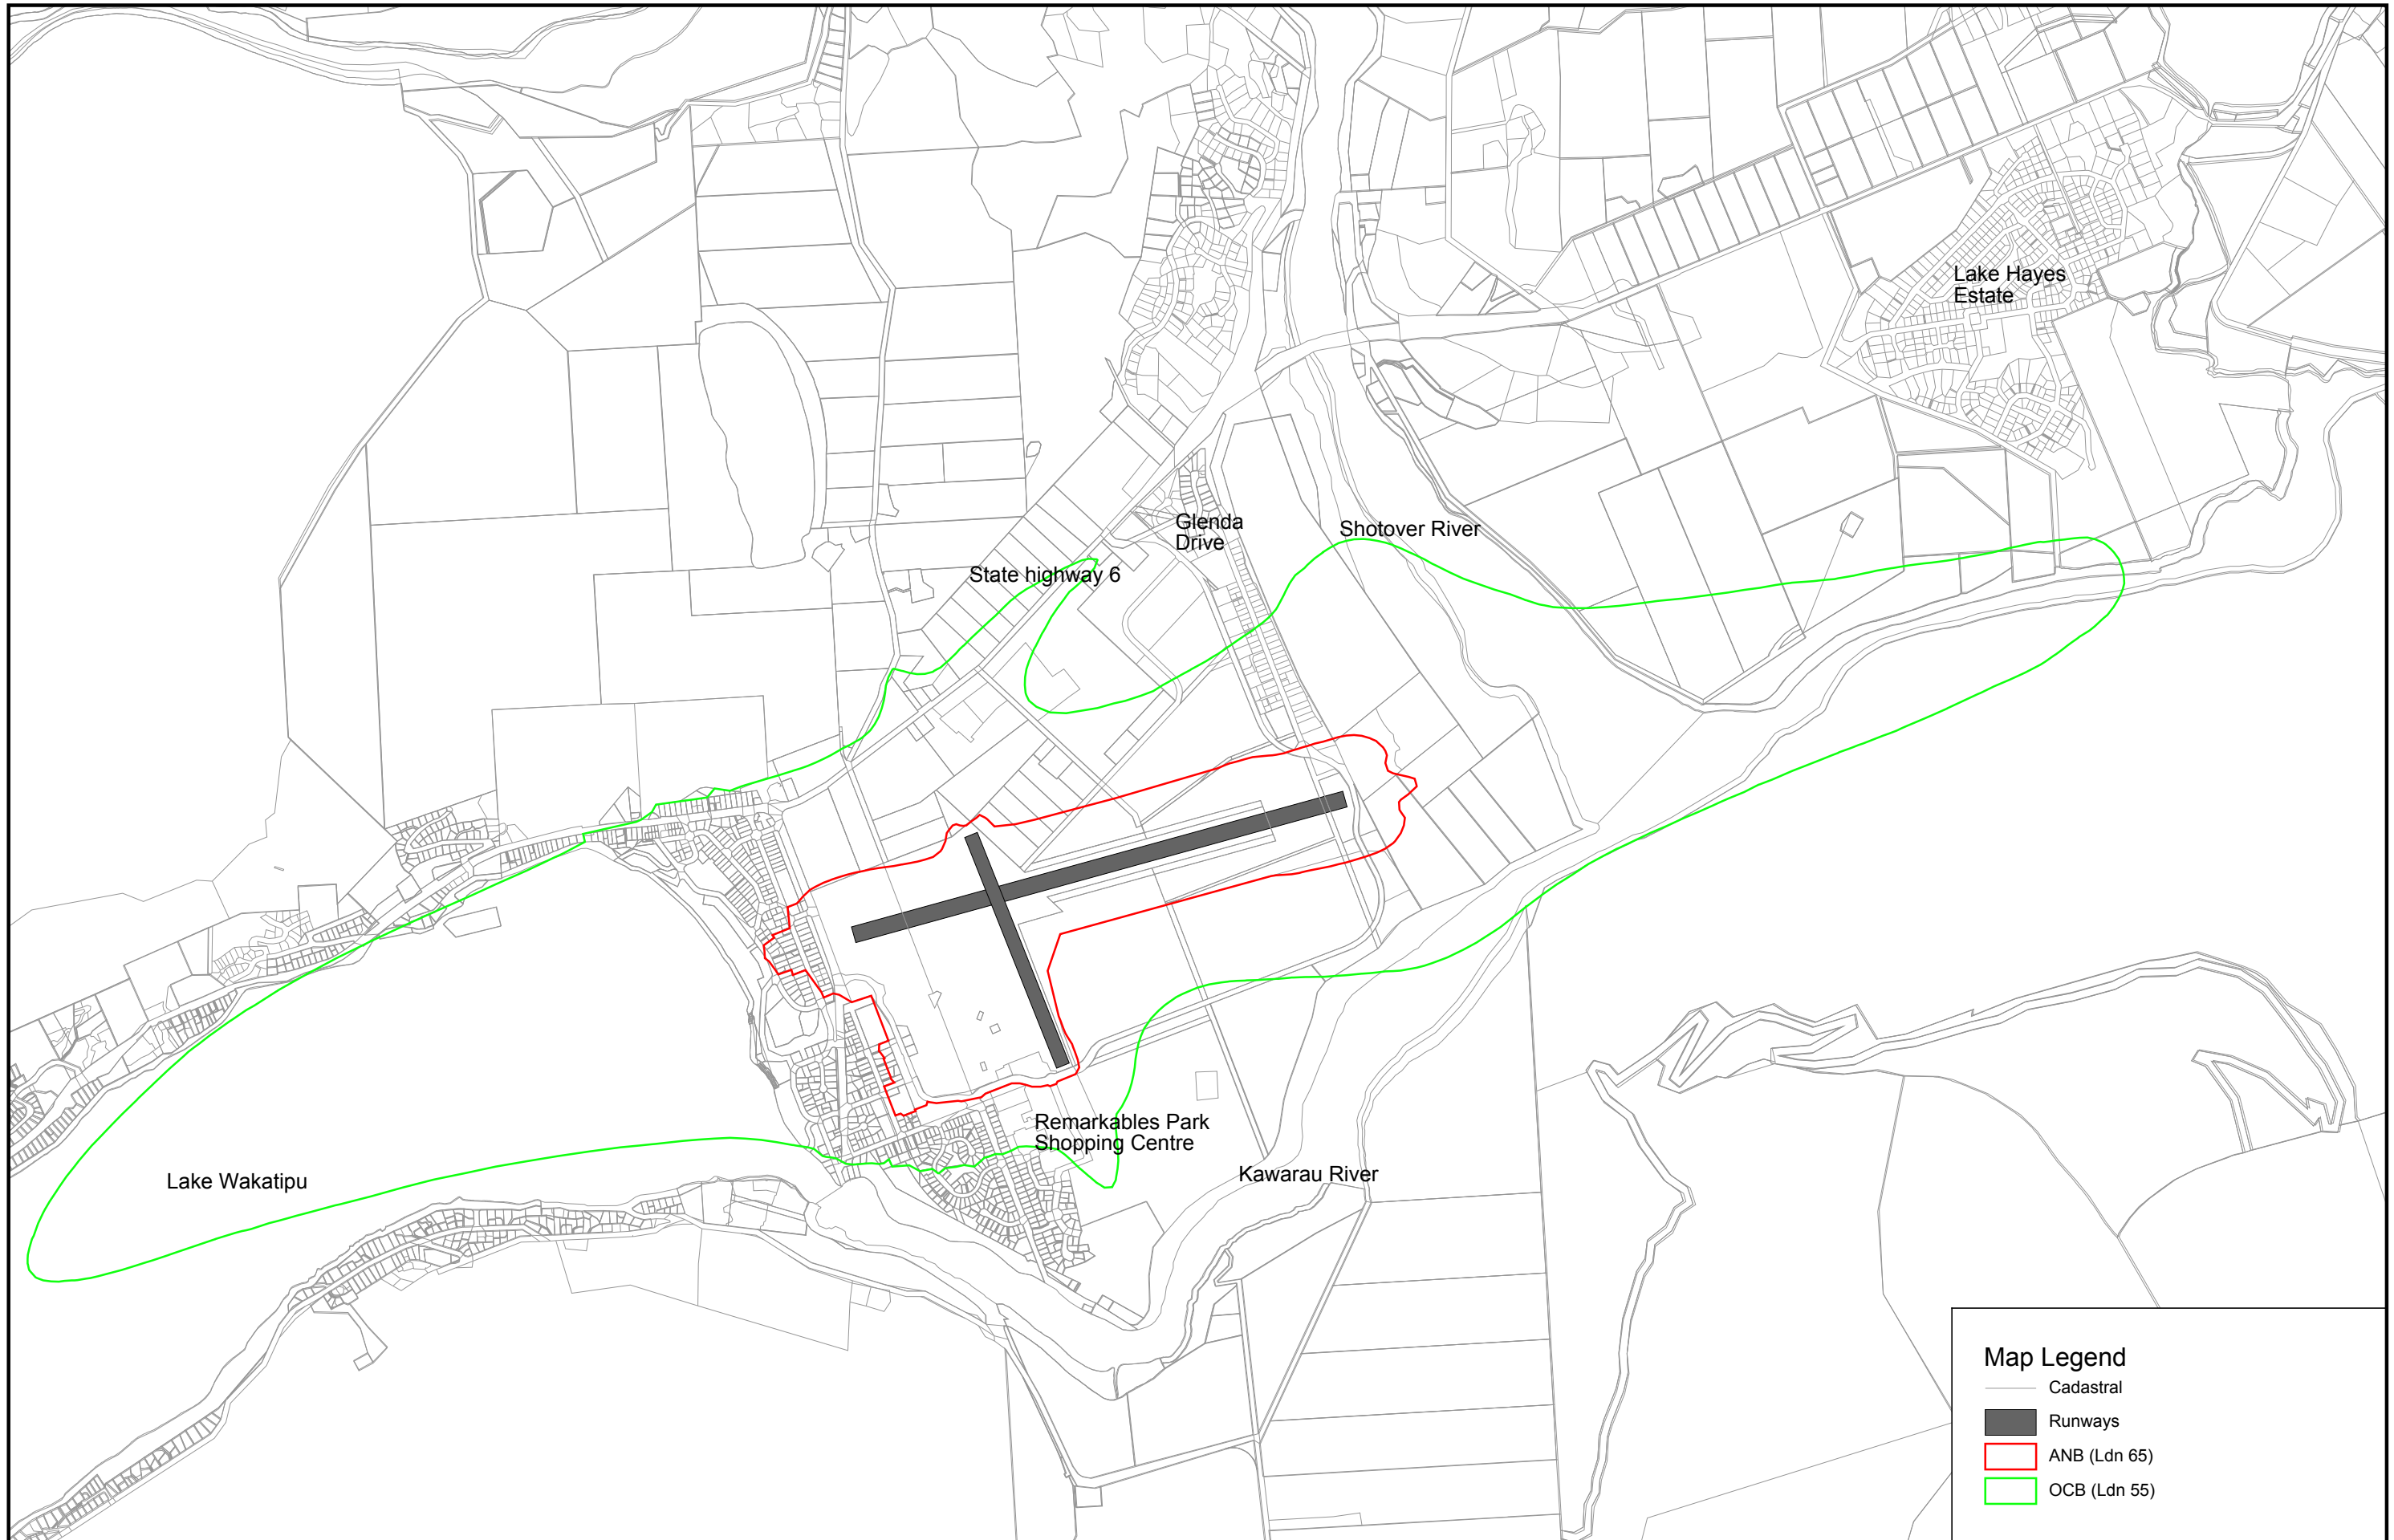 Lake Hayes
Estate
Glenda
Drive
Shotover River
State highway 6
Remarkables Park
Shopping Centre
Kawarau River
Lake Wakatipu
Map Legend
Cadastral
Runways
ANB (Ldn 65)
OCB (Ldn 55)